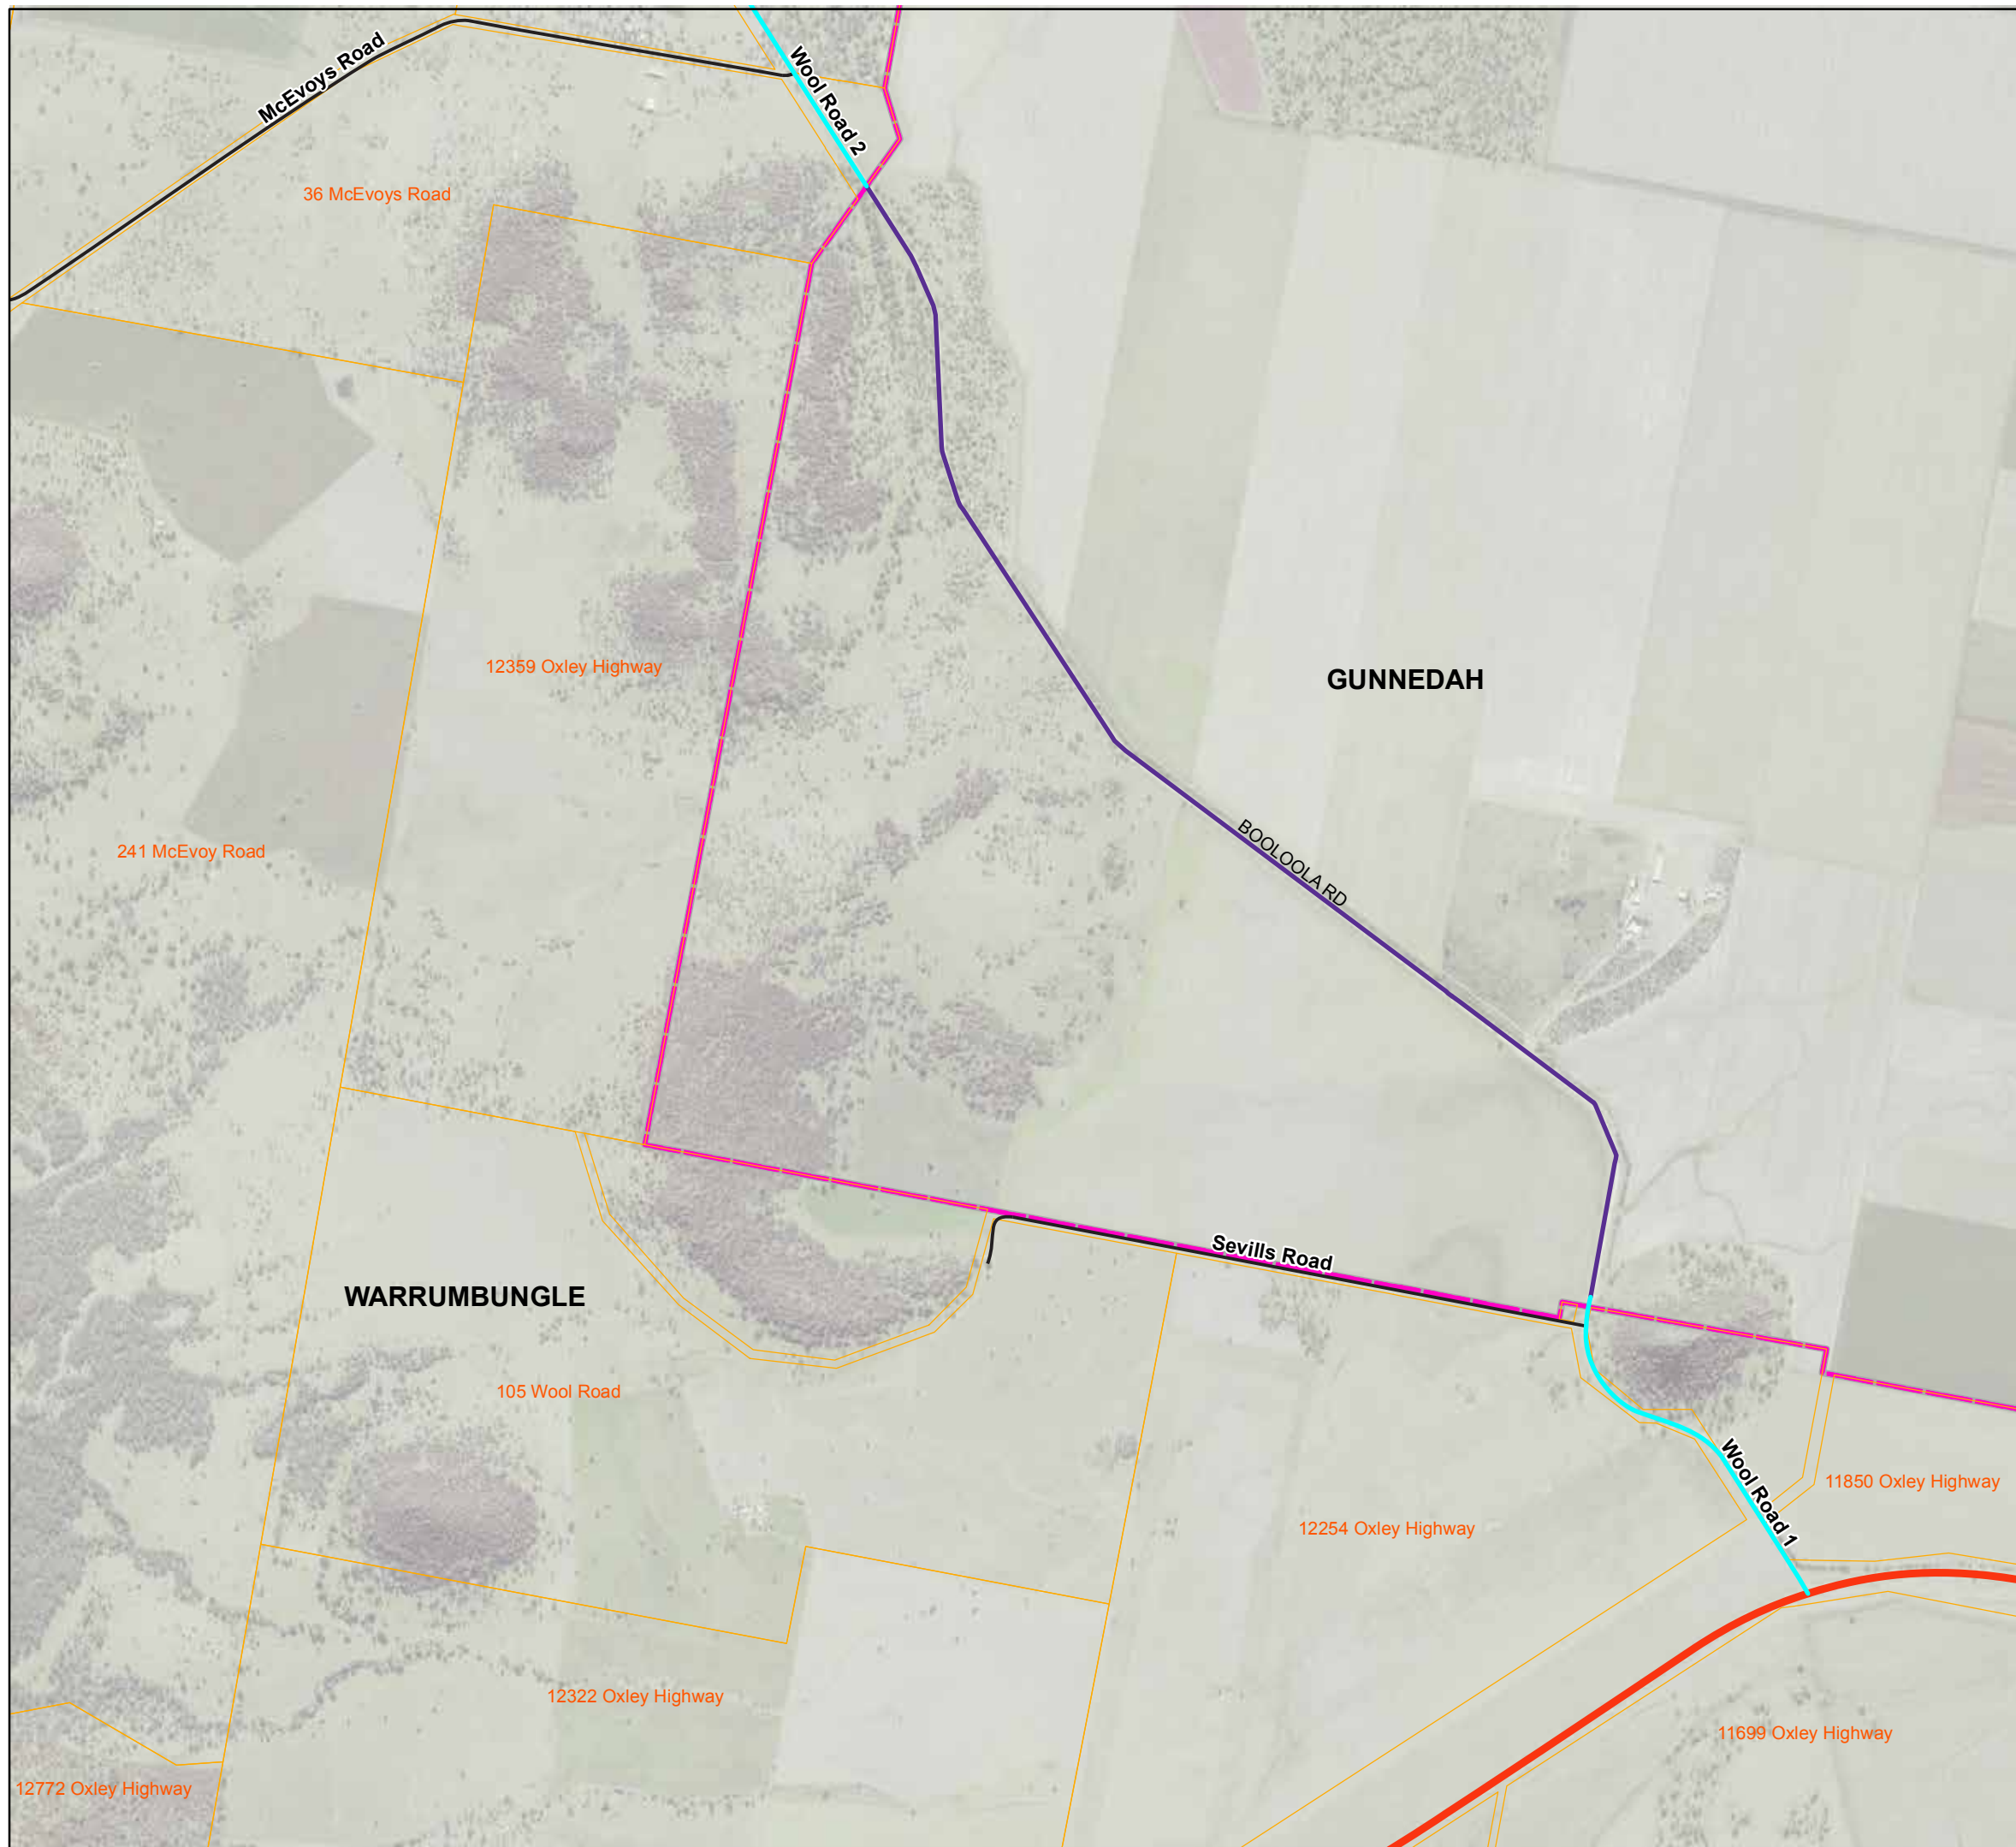 McEvoys Road
Wool Road 2
36 McEvoys Road
12359 Oxley Highway
GUNNEDAH
BOOLOOLA RD
241 McEvoy Road
Sevills Road
WARRUMBUNGLE
105 Wool Road
Wool Road 1
11850 Oxley Highway
12254 Oxley Highway
12322 Oxley Highway
11699 Oxley Highway
12772 Oxley Highway